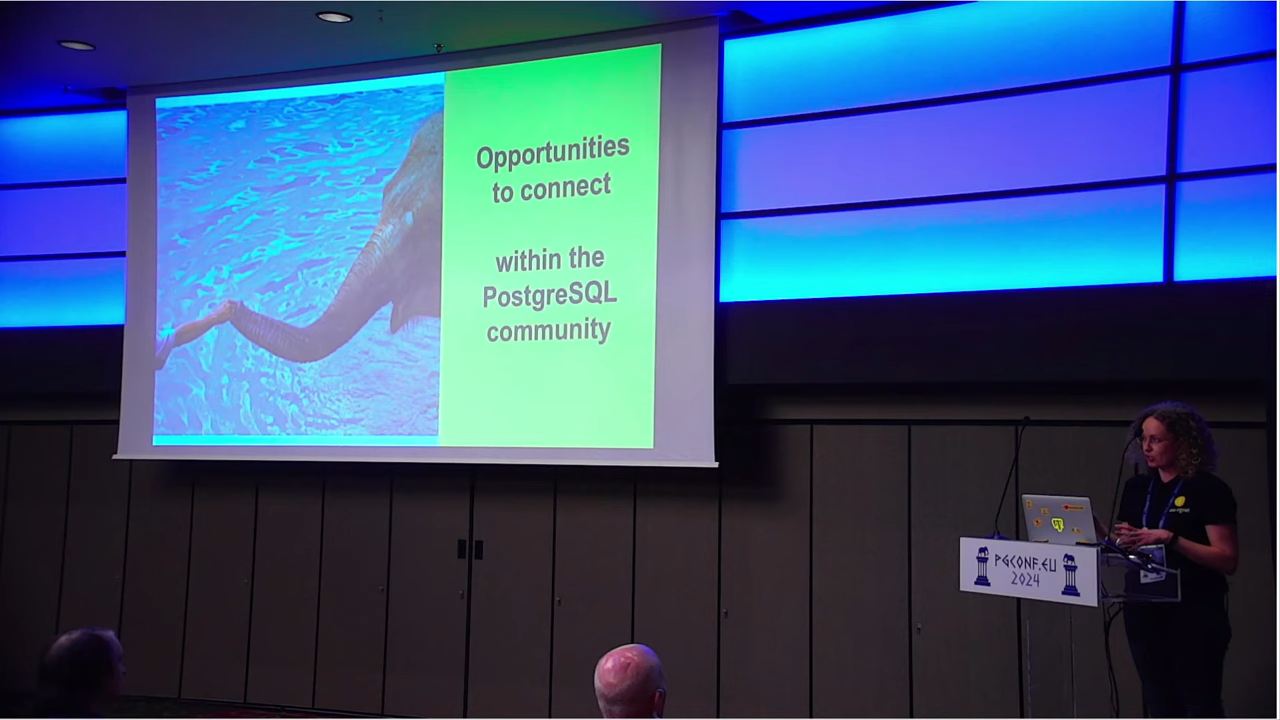 Opportunities
to connect
within the
PostgreSQL
community
PGCONF.EU
2024